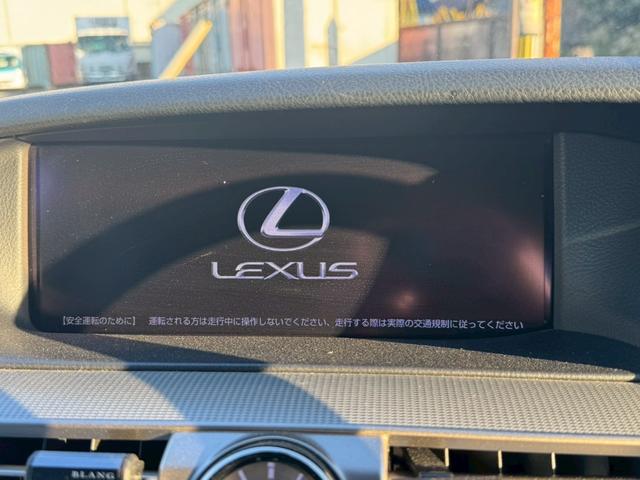 LEXUS
【安全運転のために】 運転される方は走行中に操作しないでください、走行する際は実際の交通規制に従ってください
BLANG